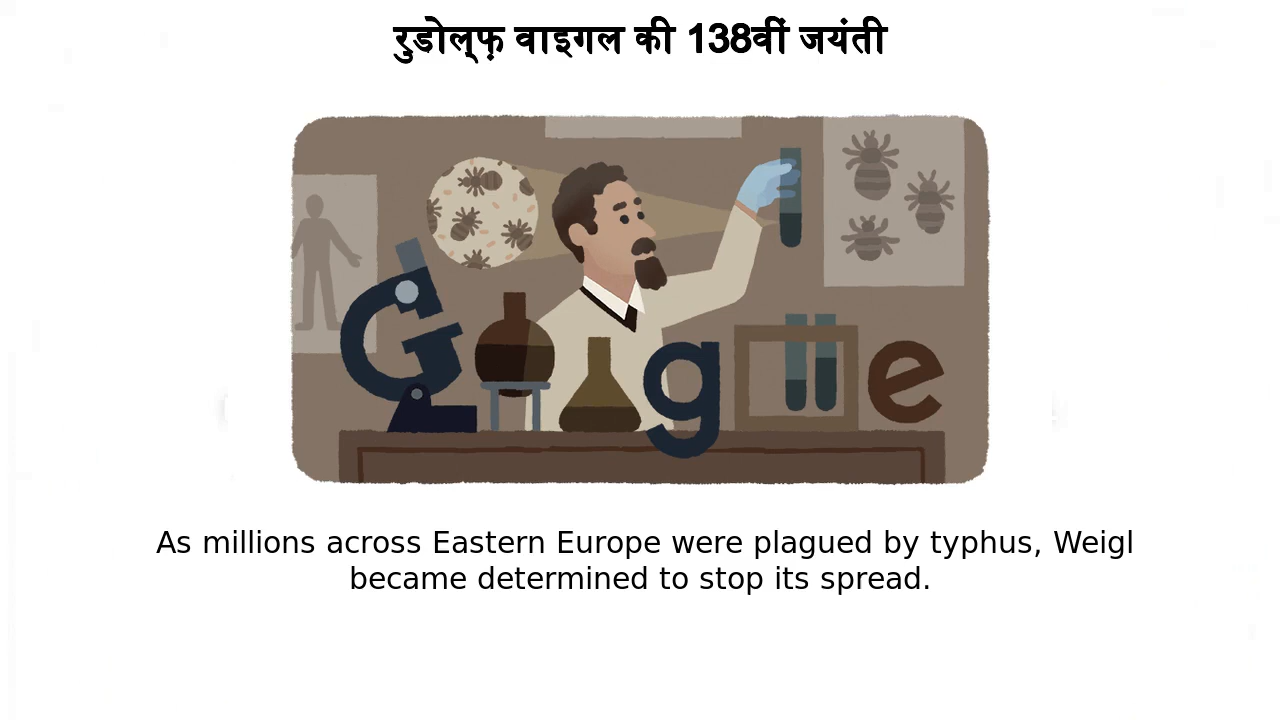 रुडोल्फ़ वाइगल की 138वीं जयंती
G g e
As millions across Eastern Europe were plagued by typhus, Weigl
became determined to stop its spread.